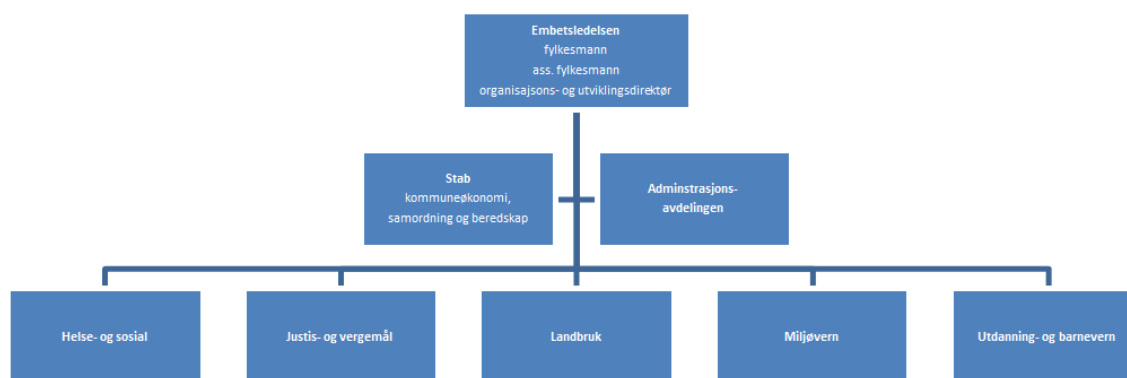 Embetsledelsen
fylkesmann
ass. fylkesmann
organisajsons- og utviklingsdirektør
Stab
kommuneøkonomi,
samordning og beredskap
Adminstrasjons-
avdelingen
Helse- og sosial
Justis- og vergemål
Landbruk
Miljøvern
Utdanning- og barnevern